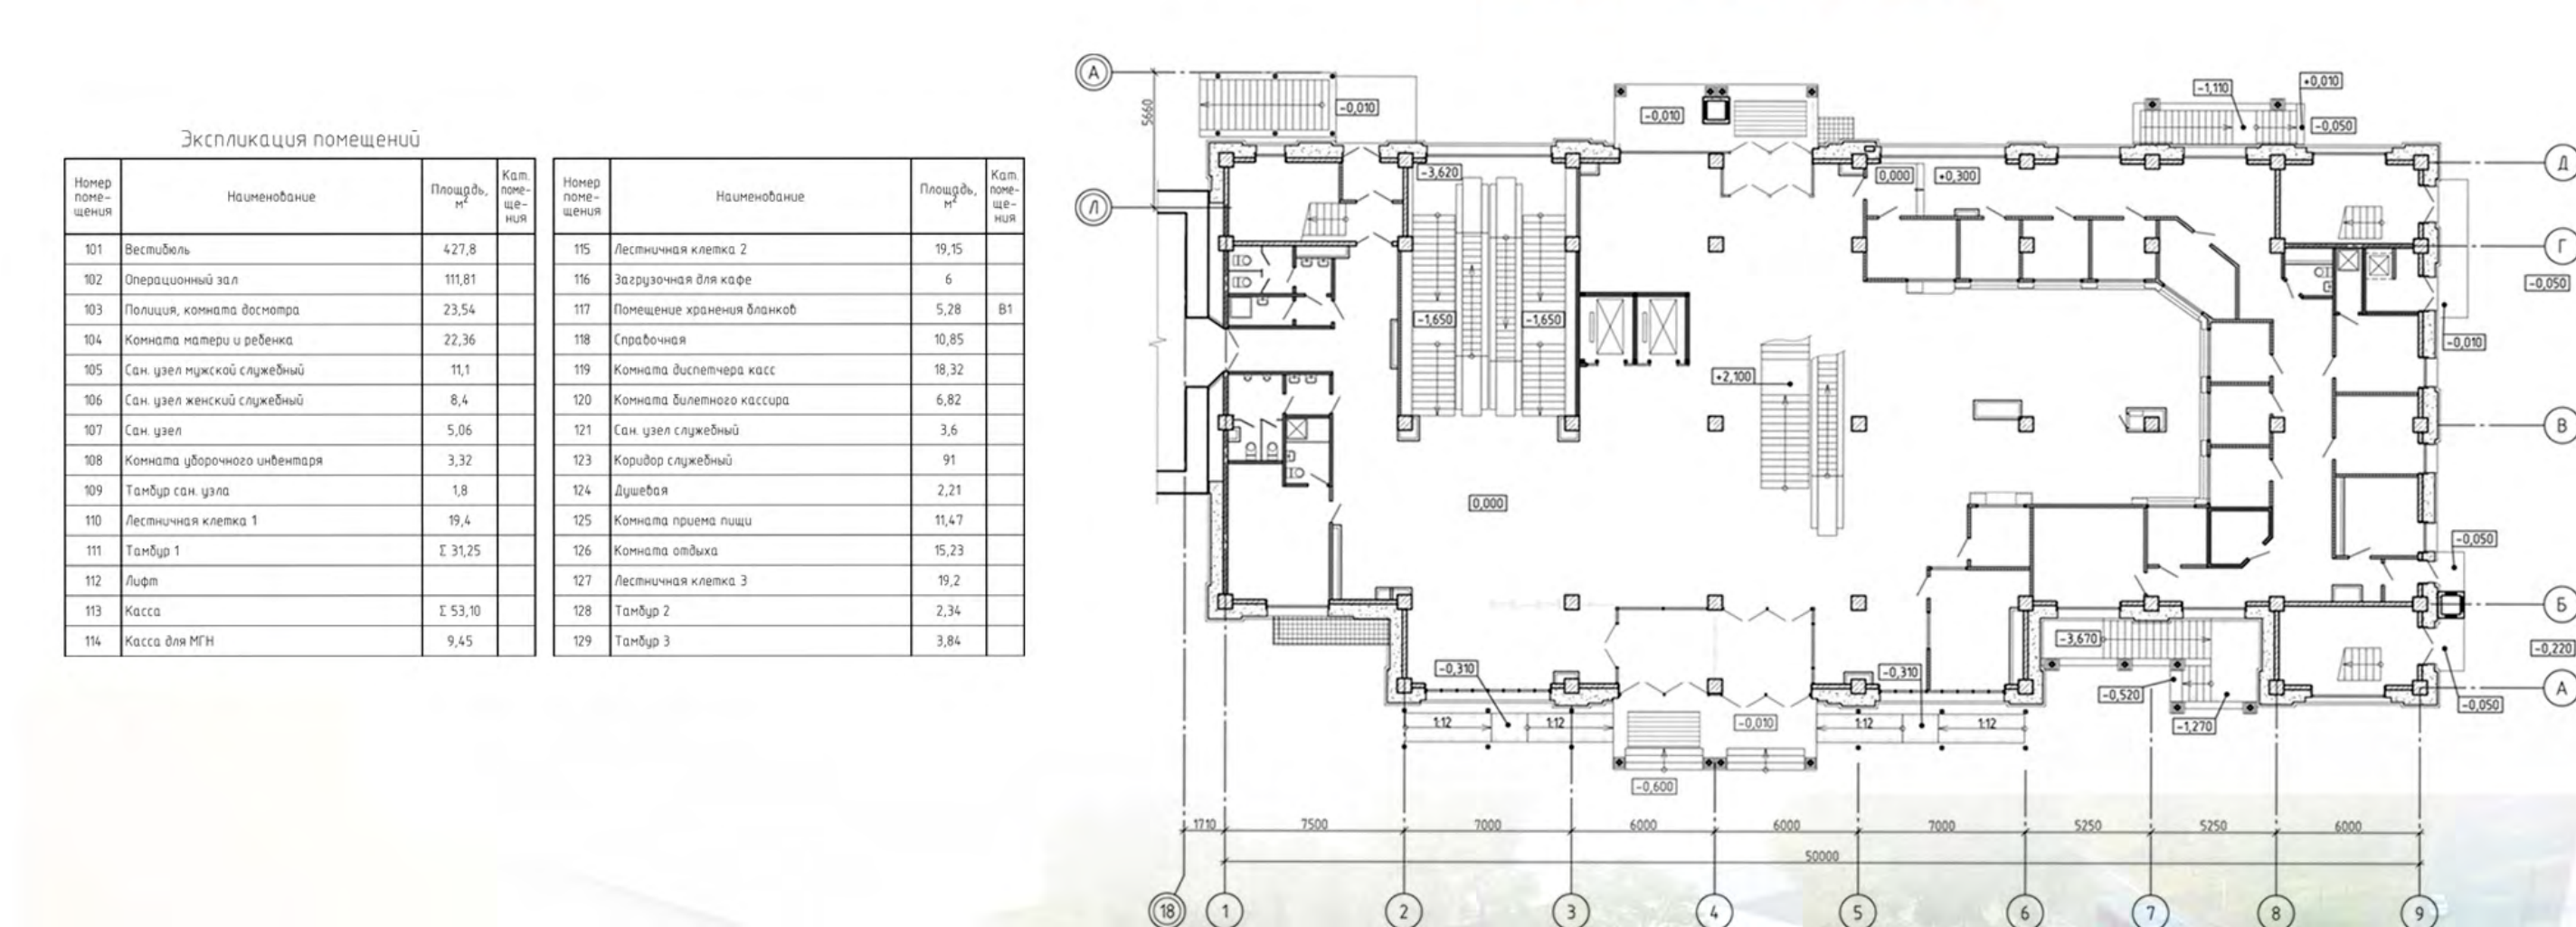 Экспликация помещений
Номер помещения Наименование Площадь, м² Кат. помещения
101 Вестибюль 427,8
102 Операционный зал 111,81
103 Полиция, комната досмотра 23,54
104 Комната матери и ребенка 22,36
105 Сан. узел мужской служебный 11,1
106 Сан. узел женский служебный 8,4
107 Сан. узел 5,06
108 Комната уборочного инвентаря 3,32
109 Тамбур сан. узла 1,8
110 Лестничная клетка 1 19,4
111 Тамбур 1 Σ 31,25
112 Лифт
113 Касса Σ 53,10
114 Касса для МГН 9,45
Номер помещения Наименование Площадь, м² Кат. помещения
115 Лестничная клетка 2 19,15
116 Загрузочная для кафе 6
117 Помещение хранения бланков 5,28 В1
118 Справочная 10,85
119 Комната диспетчера касс 18,32
120 Комната билетного кассира 6,82
121 Сан. узел служебный 3,6
123 Коридор служебный 91
124 Душевая 2,21
125 Комната приема пищи 11,47
126 Комната отдыха 15,23
127 Лестничная клетка 3 19,2
128 Тамбур 2 2,34
129 Тамбур 3 3,84
А
5660
-0,010
-0,010
-1,110
+0,010
-0,050
Д
-3,620
0,000
+0,300
Л
Г
-0,050
-1,650
-1,650
-0,010
+2,100
В
0,000
-0,050
Б
-3,670
-0,220
-0,310
-0,310
-0,520
А
-0,050
1:12
1:12
-0,010
1:12
1:12
-1,270
-0,600
1710 7500 7000 6000 6000 7000 5250 5250 6000
50000
18 1 2 3 4 5 6 7 8 9